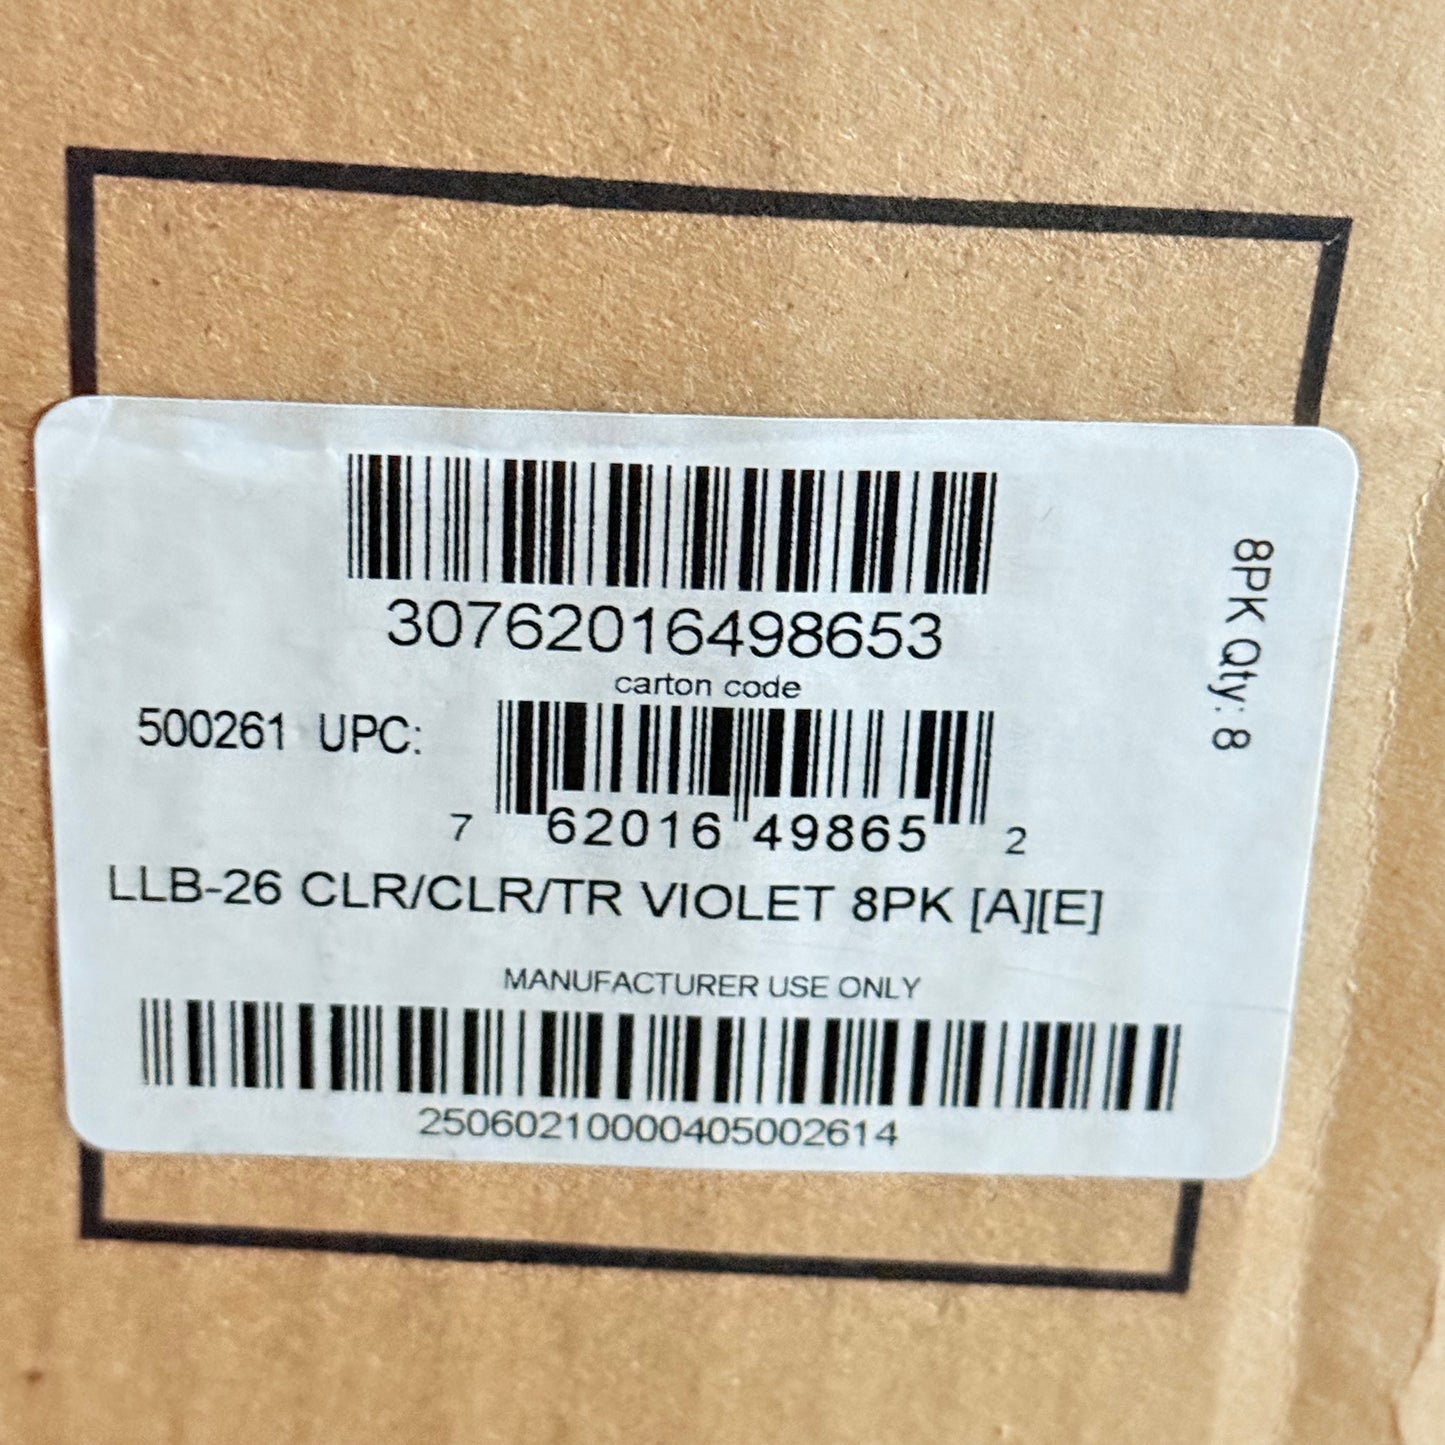 30762016498653
carton code
500261 UPC:
7 62016 49865 2
LLB-26 CLR/CLR/TR VIOLET 8PK [A][E]
MANUFACTURER USE ONLY
25060210000405002614
8PK Qty: 8